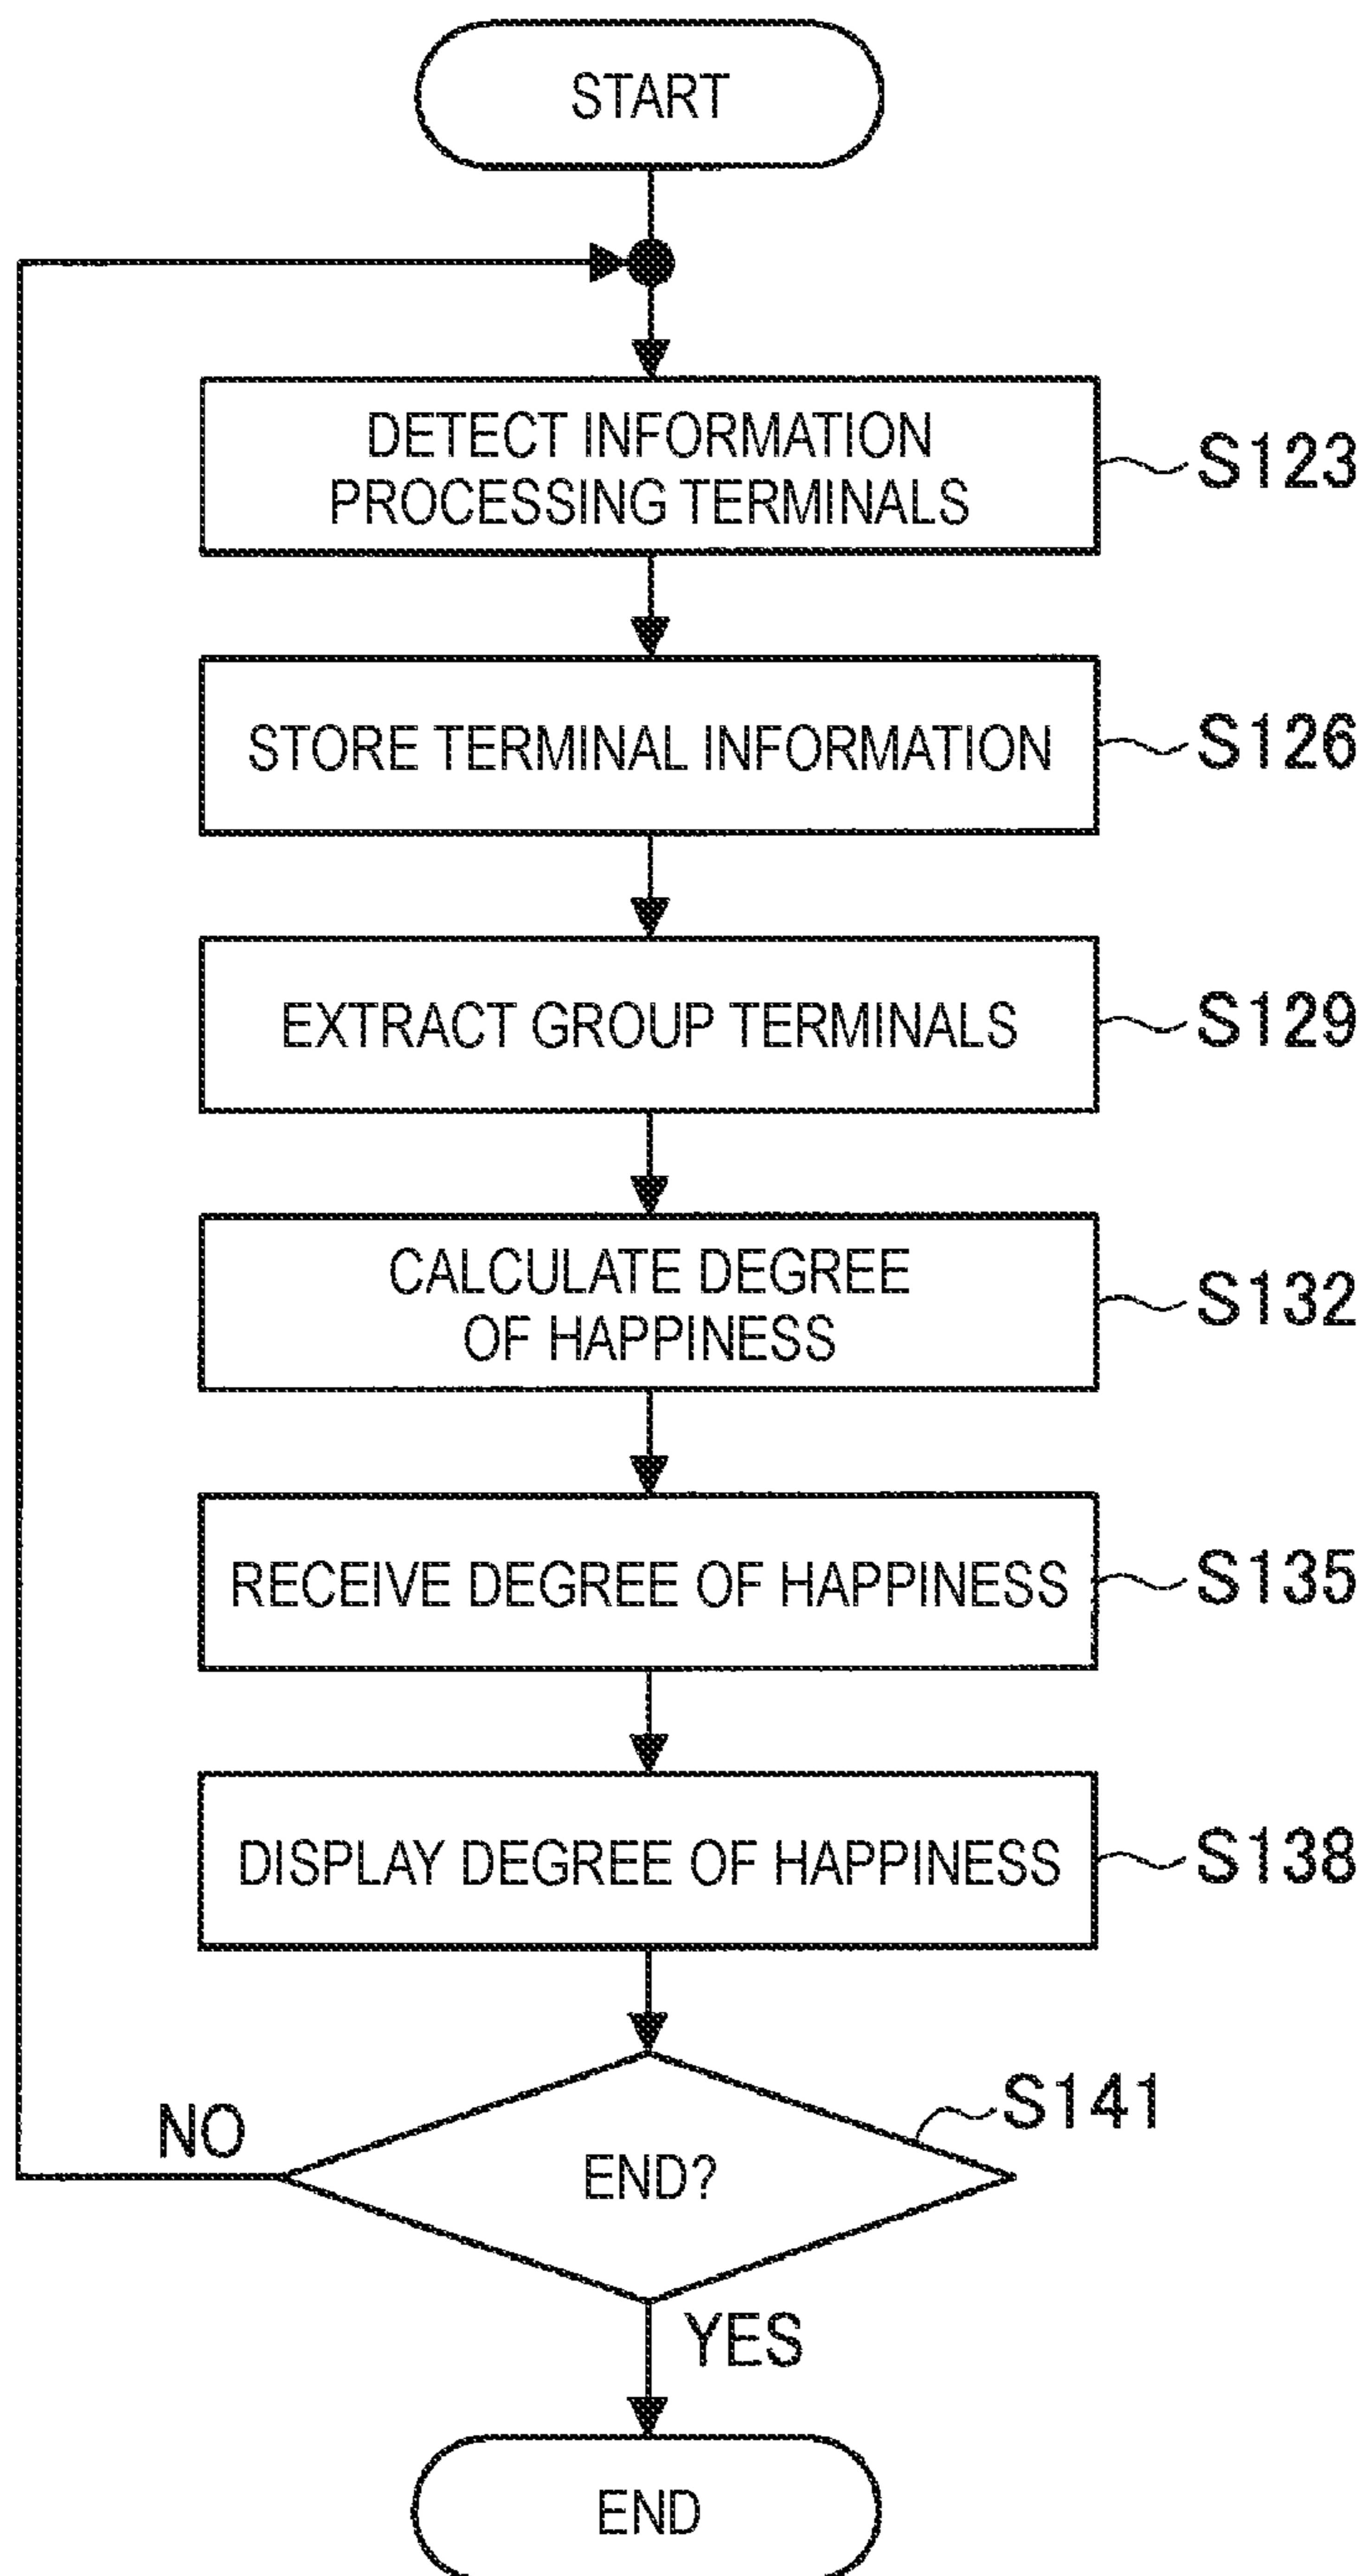 START
DETECT INFORMATION
PROCESSING TERMINALS
S123
STORE TERMINAL INFORMATION
S126
EXTRACT GROUP TERMINALS
S129
CALCULATE DEGREE
OF HAPPINESS
S132
RECEIVE DEGREE OF HAPPINESS
S135
DISPLAY DEGREE OF HAPPINESS
S138
S141
NO
END?
YES
END